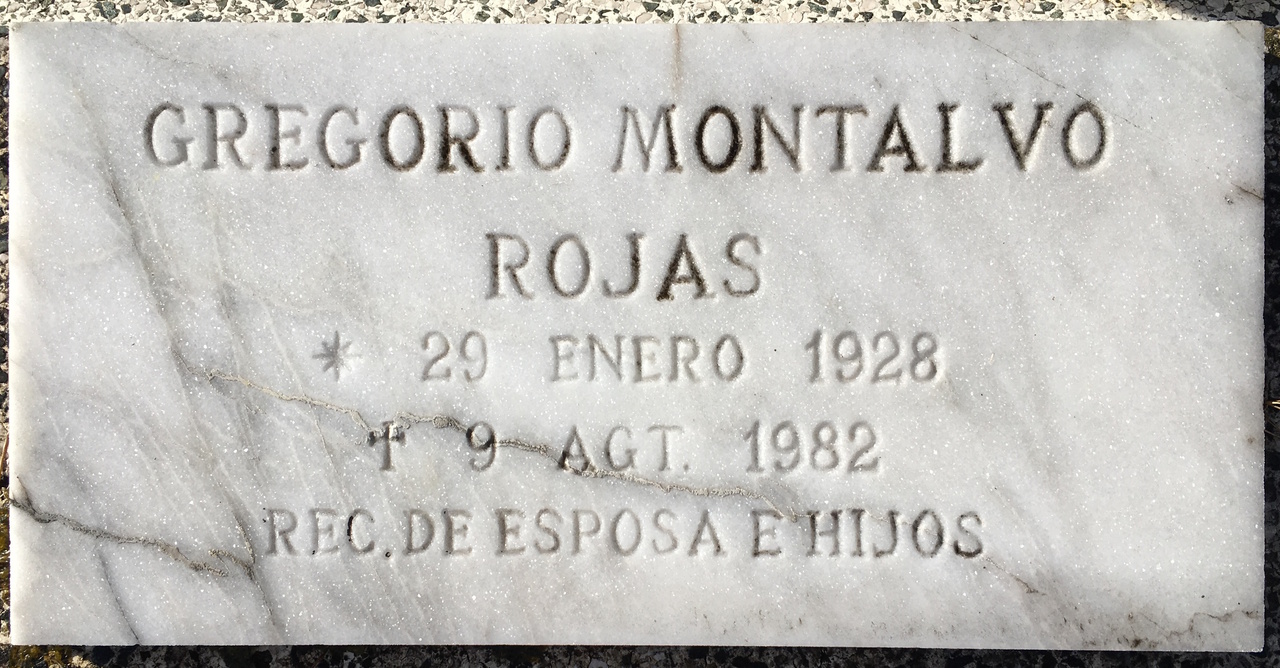 GREGORIO MONTALVO
ROJAS
* 29 ENERO 1928
✝ 9 AGT. 1982
REC. DE ESPOSA E HIJOS